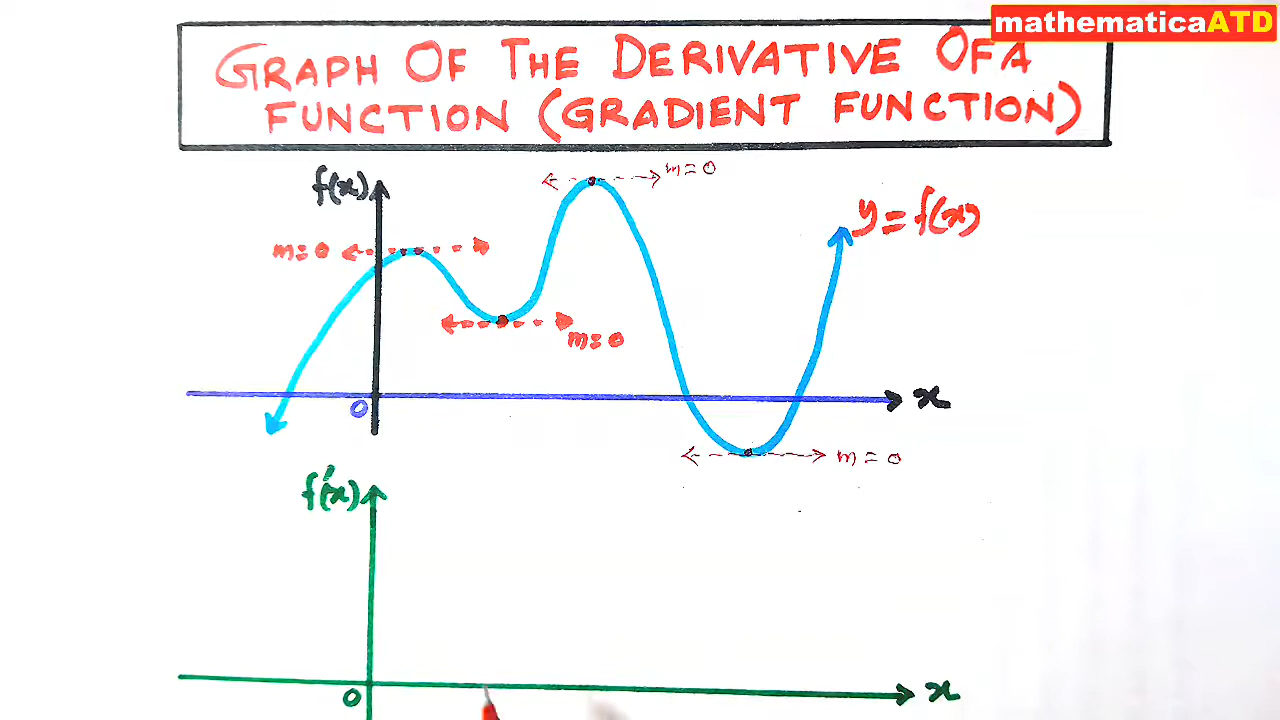 mathematicaATD
GRAPH OF THE DERIVATIVE OF A
FUNCTION (GRADIENT FUNCTION)
f(x)
m=0
y=f(x)
m=0
m=0
0
x
m=0
f'(x)
0
x